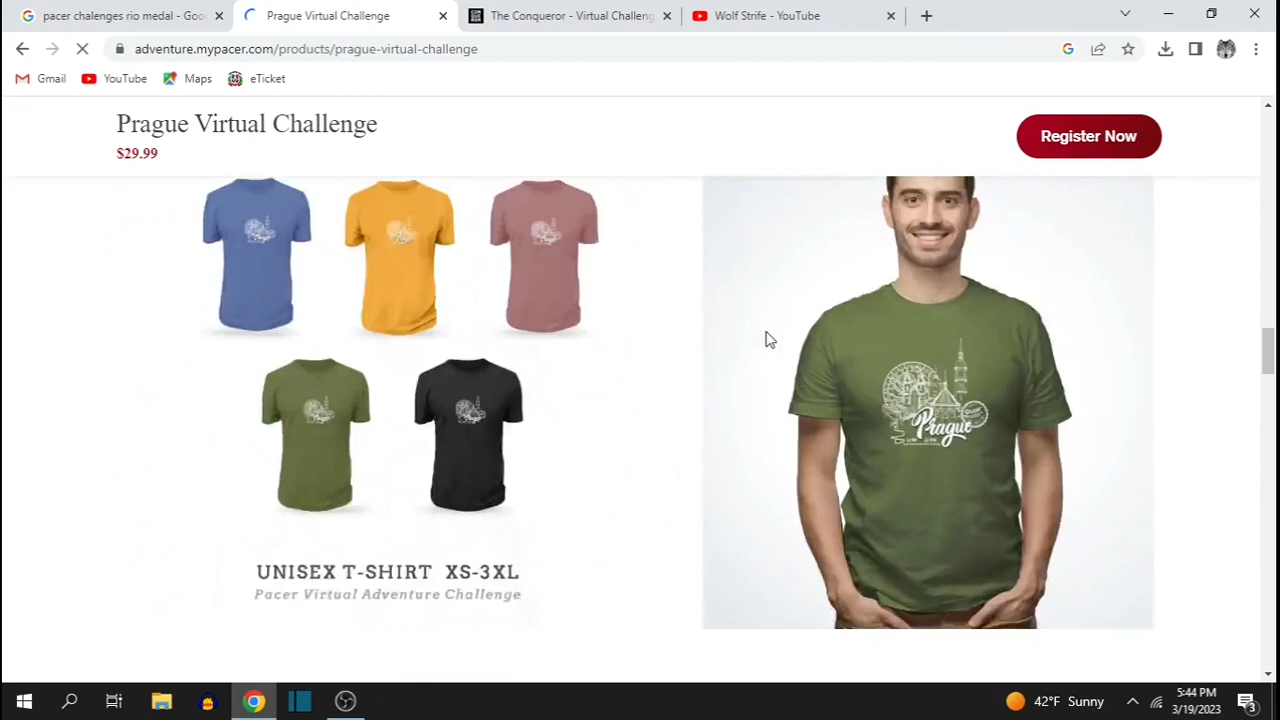 pacer chalenges rio medal - Goo
Prague Virtual Challenge
The Conqueror - Virtual Challeng
Wolf Strife - YouTube
adventure.mypacer.com/products/prague-virtual-challenge
Gmail
YouTube
Maps
eTicket
Prague Virtual Challenge
$29.99
Register Now
Prague
UNISEX T-SHIRT XS-3XL
Pacer Virtual Adventure Challenge
42°F Sunny
5:44 PM
3/19/2023
3